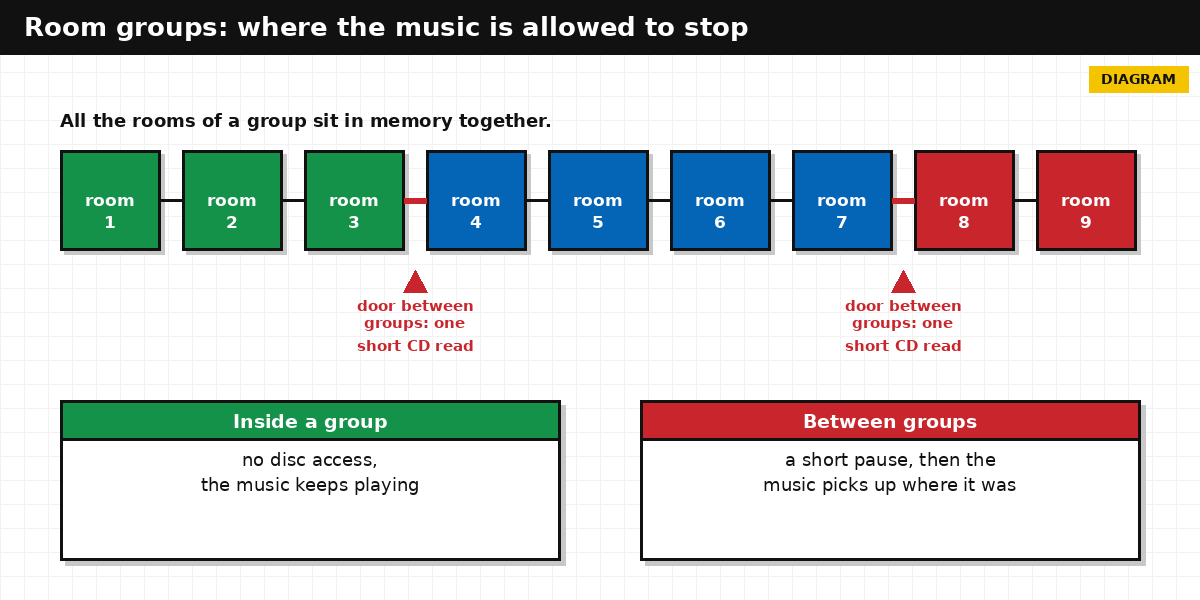 Room groups: where the music is allowed to stop
DIAGRAM
All the rooms of a group sit in memory together.
room
1
room
2
room
3
room
4
room
5
room
6
room
7
room
8
room
9
door between
groups: one
short CD read
door between
groups: one
short CD read
Inside a group
no disc access,
the music keeps playing
Between groups
a short pause, then the
music picks up where it was